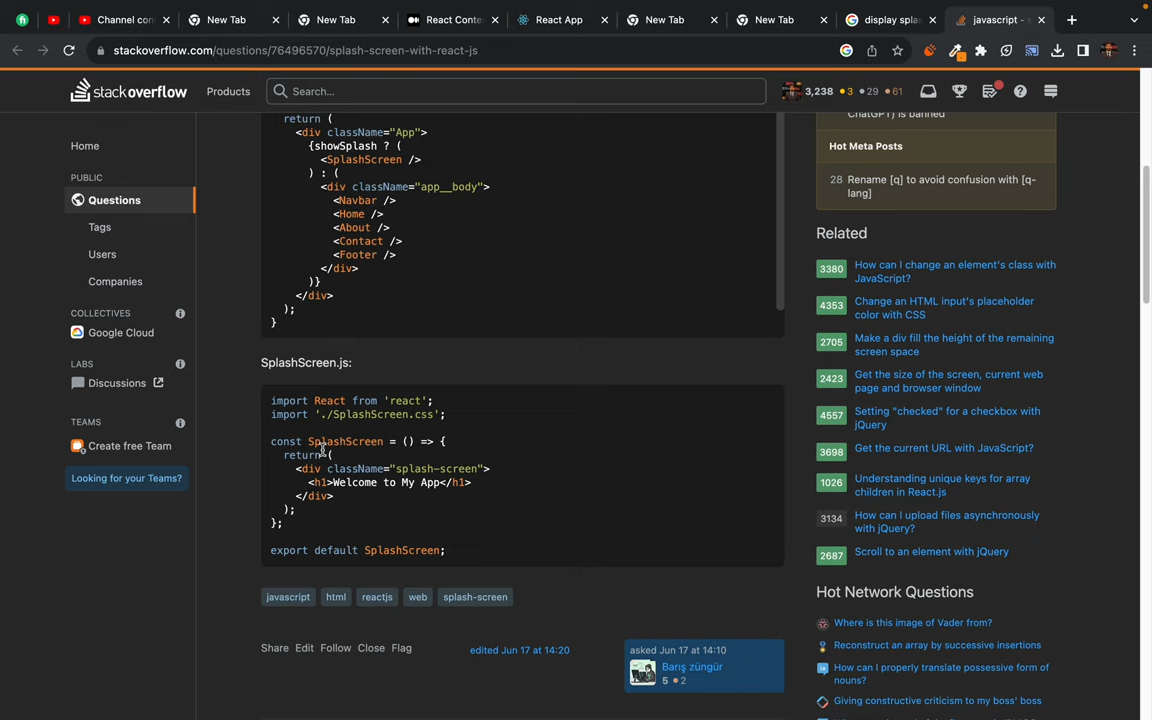 Channel con
New Tab
New Tab
React Conte
React App
New Tab
New Tab
display spla
javascript - s
stackoverflow.com/questions/76496570/splash-screen-with-react-js
stackoverflow
Products
Search...
3,238
3
29
61
Home
PUBLIC
Questions
Tags
Users
Companies
COLLECTIVES
Google Cloud
LABS
Discussions
TEAMS
Create free Team
Looking for your Teams?
return (
<div className="App">
{showSplash ? (
<SplashScreen />
) : (
<div className="app__body">
<Navbar />
<Home />
<About />
<Contact />
<Footer />
</div>
)}
</div>
);
}
SplashScreen.js:
import React from 'react';
import './SplashScreen.css';
const SplashScreen = () => {
return (
<div className="splash-screen">
<h1>Welcome to My App</h1>
</div>
);
};
export default SplashScreen;
javascript
html
reactjs
web
splash-screen
Share Edit Follow Close Flag
edited Jun 17 at 14:20
asked Jun 17 at 14:10
Barış züngür
5 2
ChatGPT) is banned
Hot Meta Posts
28 Rename [q] to avoid confusion with [q-
lang]
Related
3380 How can I change an element's class with
JavaScript?
4353 Change an HTML input's placeholder
color with CSS
2705 Make a div fill the height of the remaining
screen space
2423 Get the size of the screen, current web
page and browser window
4557 Setting "checked" for a checkbox with
jQuery
3698 Get the current URL with JavaScript?
1026 Understanding unique keys for array
children in React.js
3134 How can I upload files asynchronously
with jQuery?
2687 Scroll to an element with jQuery
Hot Network Questions
Where is this image of Vader from?
Reconstruct an array by successive insertions
How can I properly translate possessive form of
nouns?
Giving constructive criticism to my boss' boss